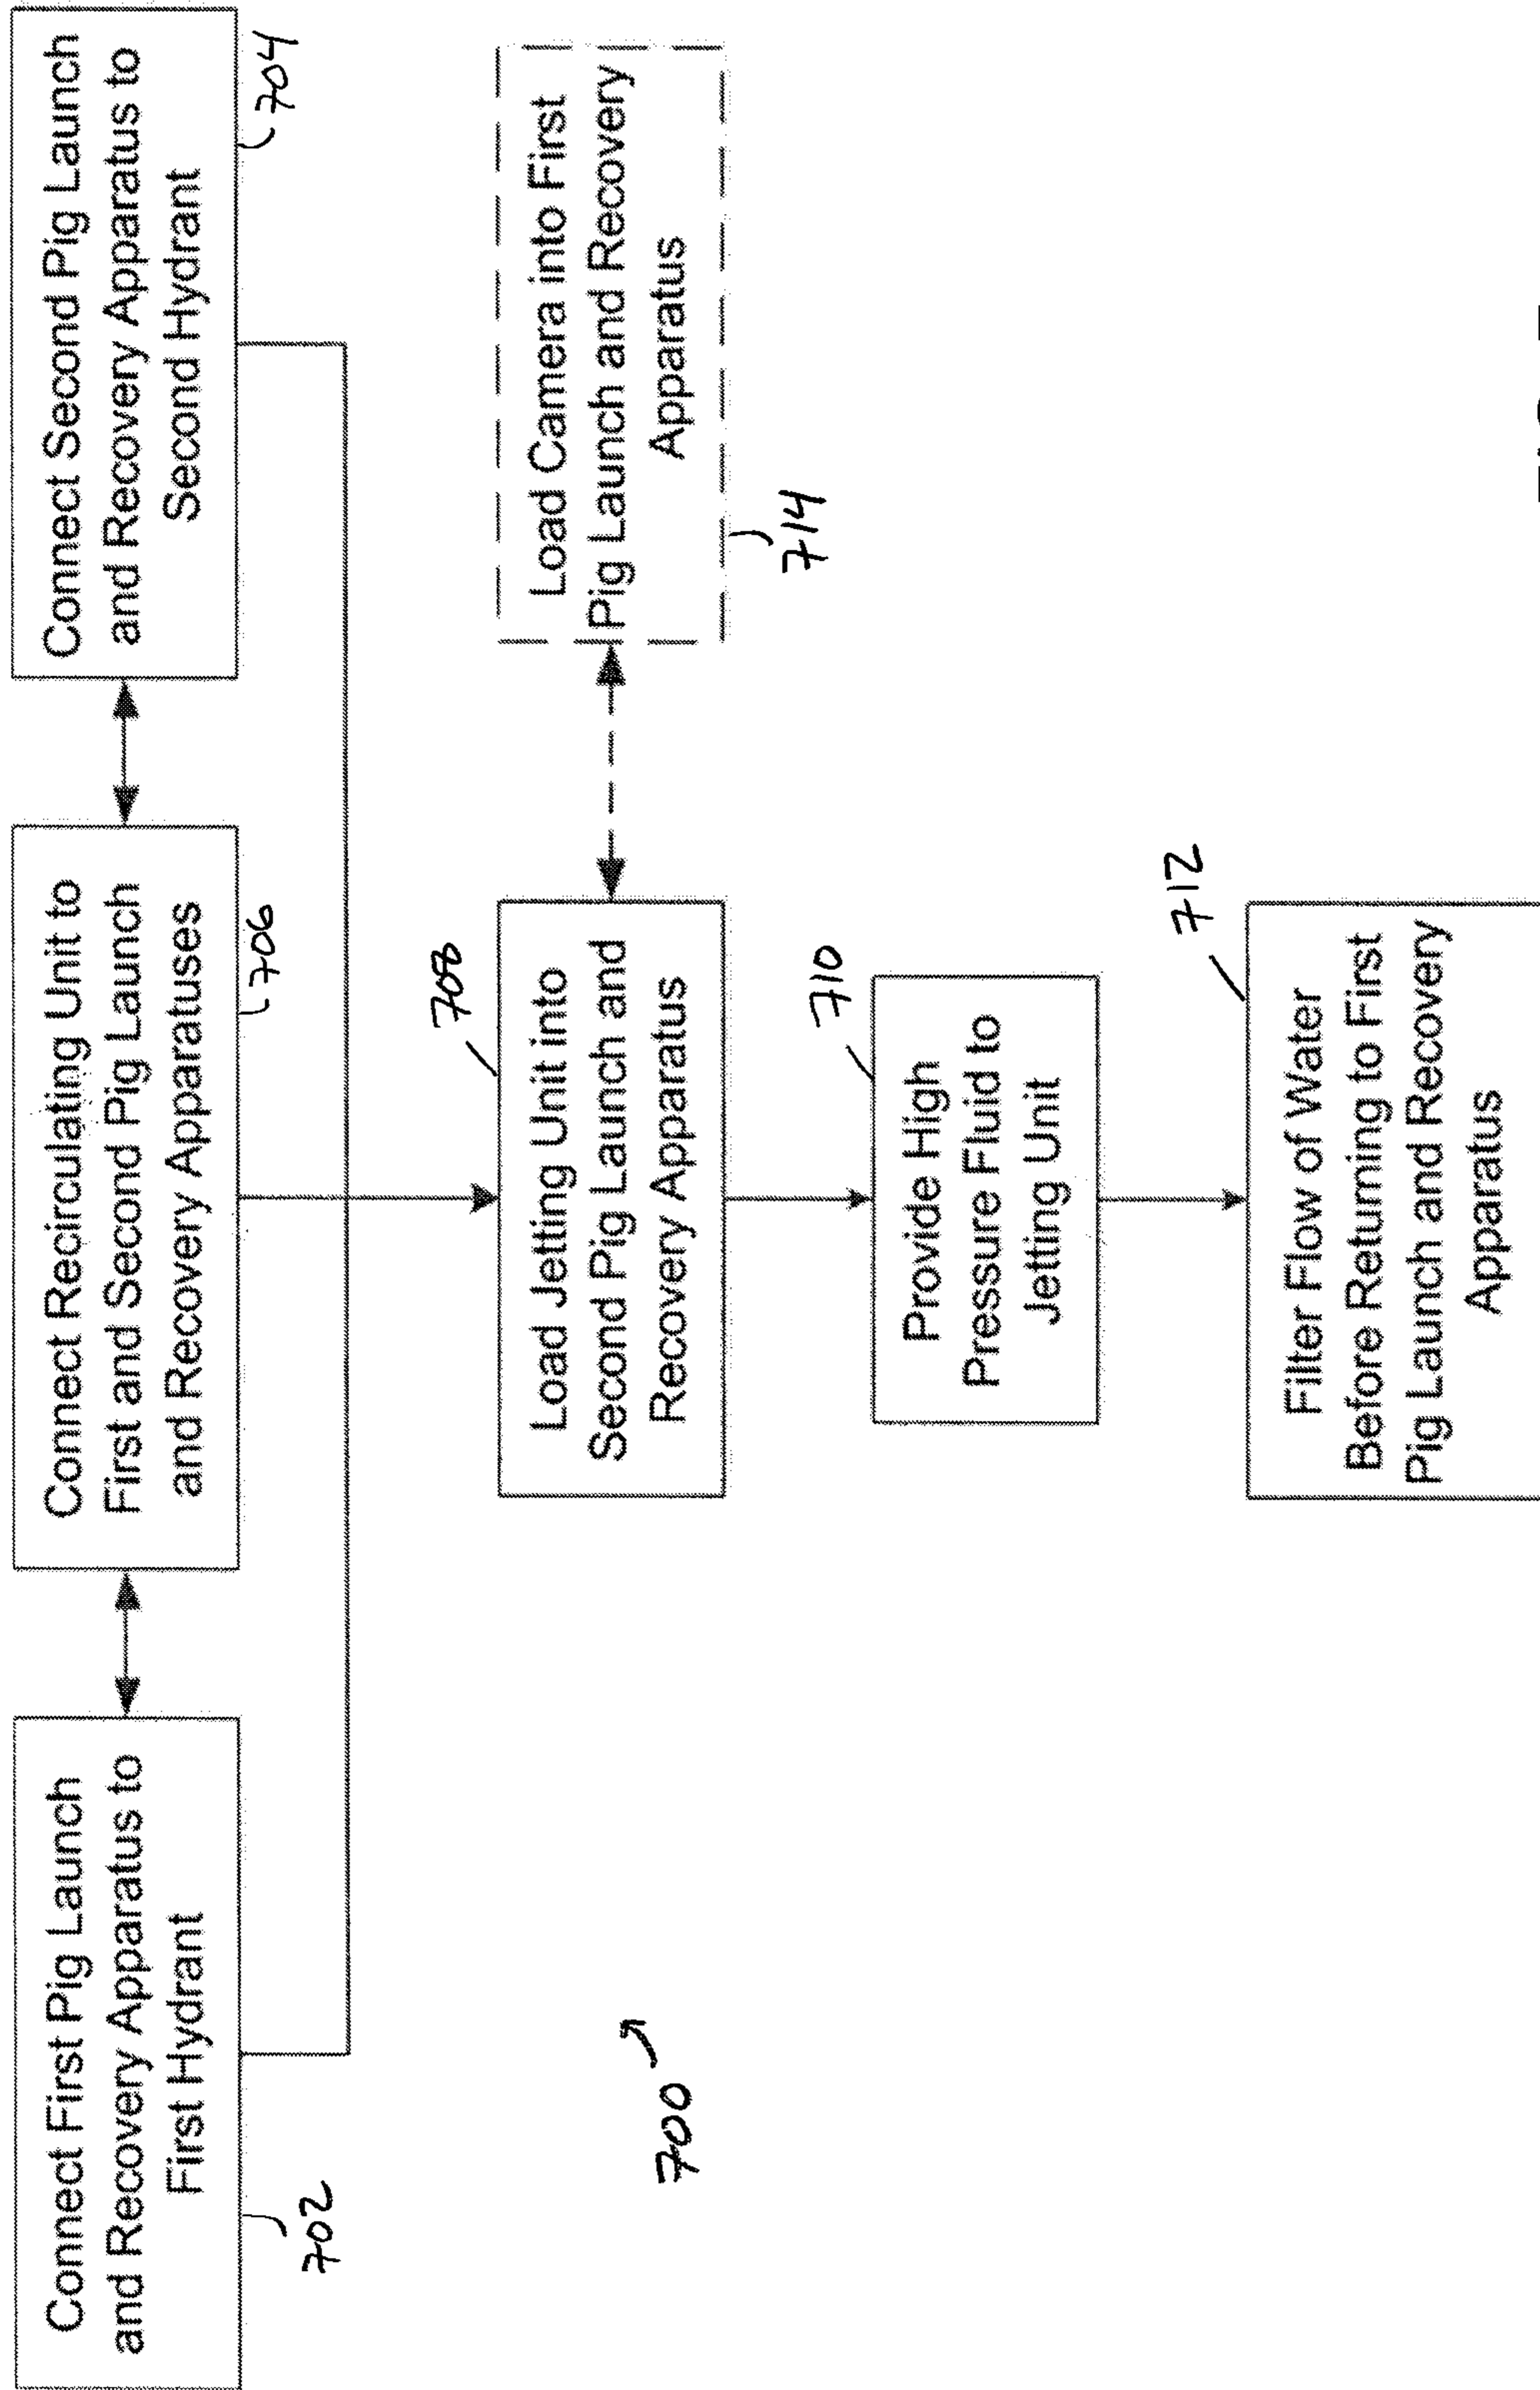 Connect First Pig Launch
and Recovery Apparatus to
First Hydrant
702
Connect Recirculating Unit to
First and Second Pig Launch
and Recovery Apparatuses
706
Connect Second Pig Launch
and Recovery Apparatus to
Second Hydrant
704
708
Load Jetting Unit into
Second Pig Launch and
Recovery Apparatus
Load Camera into First
Pig Launch and Recovery
Apparatus
714
700
710
Provide High
Pressure Fluid to
Jetting Unit
712
Filter Flow of Water
Before Returning to First
Pig Launch and Recovery
Apparatus